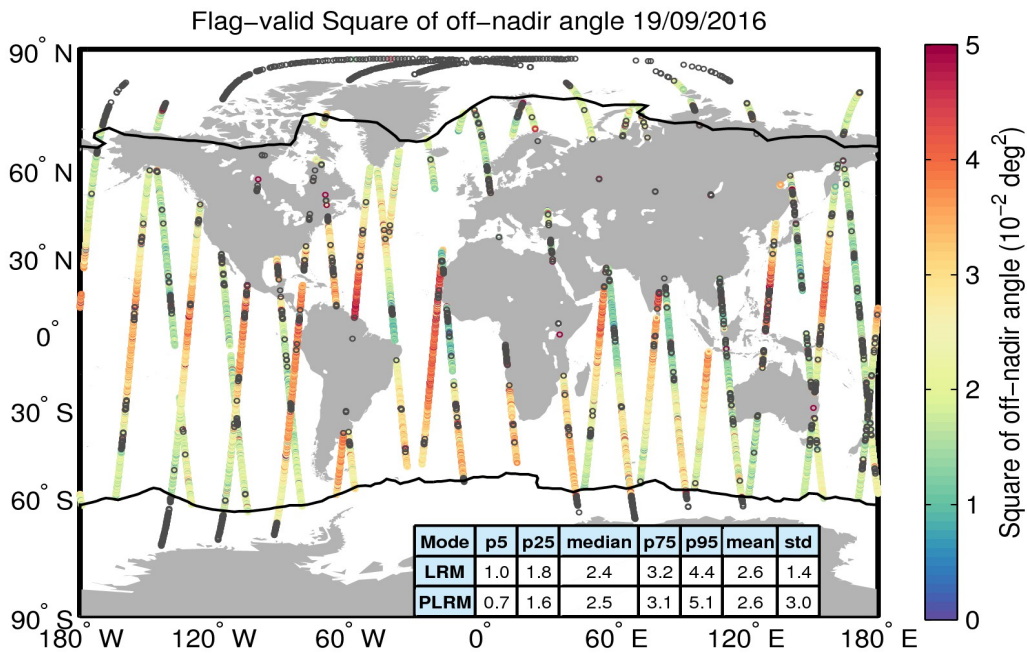 Flag−valid Square of off−nadir angle 19/09/2016
90° N
60° N
30° N
0°
30° S
60° S
90° S
180° W
120° W
60° W
0°
60° E
120° E
180° E
Mode p5 p25 median p75 p95 mean std
LRM 1.0 1.8 2.4 3.2 4.4 2.6 1.4
PLRM 0.7 1.6 2.5 3.1 5.1 2.6 3.0
5
4
3
2
1
0
Square of off−nadir angle (10⁻² deg²)